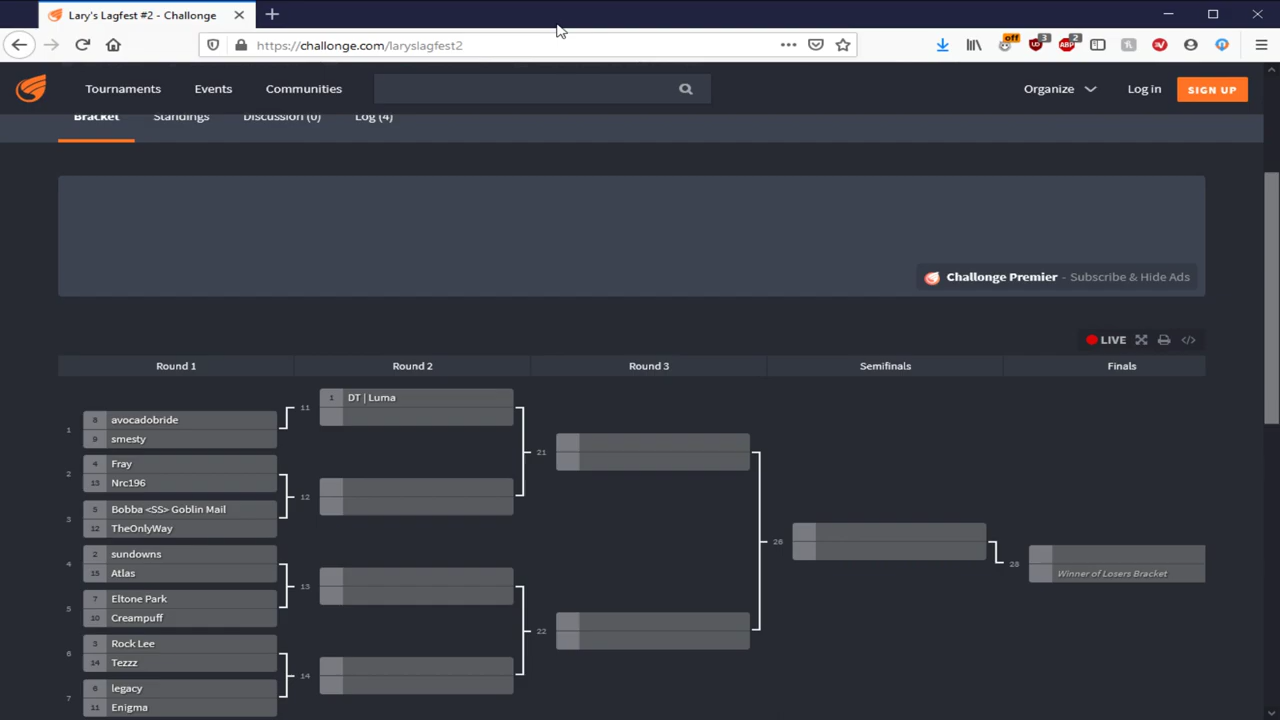 Lary's Lagfest #2 - Challonge
https://challonge.com/laryslagfest2
off 3 2
Tournaments Events Communities Organize Log in SIGN UP
Bracket Standings Discussion (0) Log (4)
Challonge Premier - Subscribe & Hide Ads
LIVE
Round 1 Round 2 Round 3 Semifinals Finals
1 DT | Luma
11
8 avocadobride
1
9 smesty
21
4 Fray
2
13 Nrc196
12
5 Bobba <SS> Goblin Mail
3
12 TheOnlyWay
26
2 sundowns
4
15 Atlas
28
Winner of Losers Bracket
13
7 Eltone Park
5
10 Creampuff
22
3 Rock Lee
6
14 Tezzz
14
6 legacy
7
11 Enigma